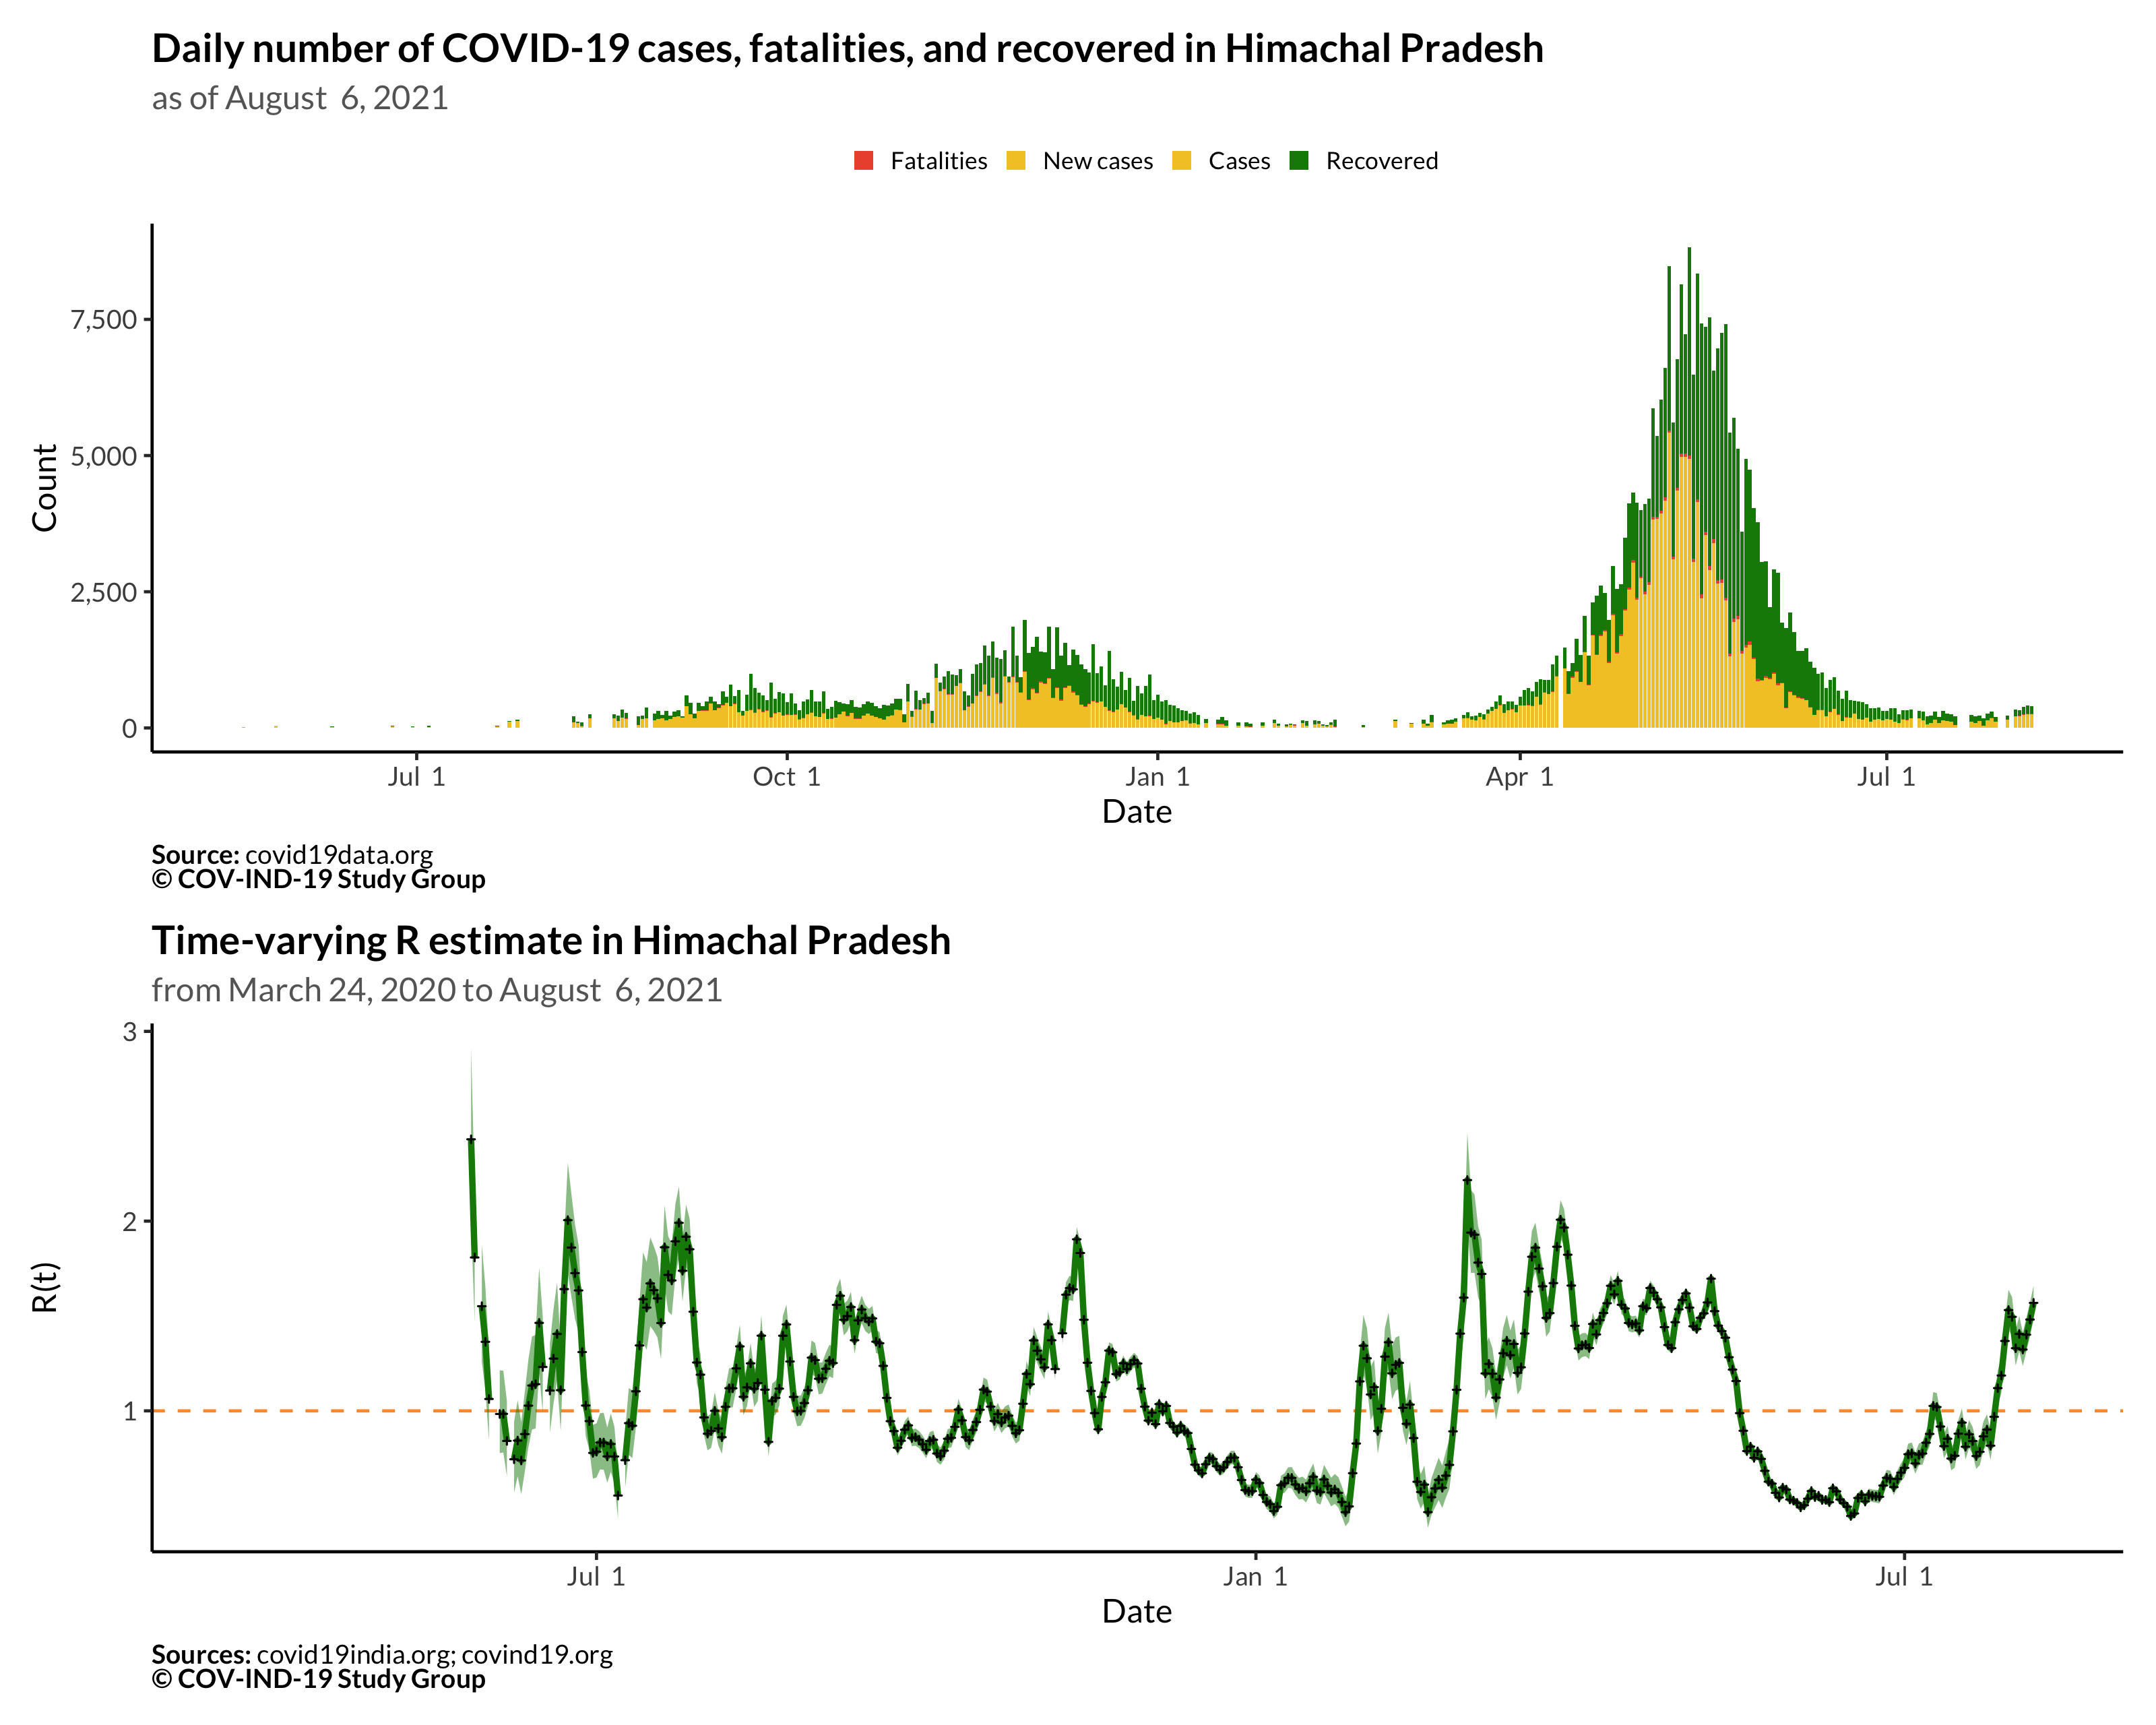 Daily number of COVID-19 cases, fatalities, and recovered in Himachal Pradesh
as of August  6, 2021
Fatalities New cases Cases Recovered
7,500
5,000
2,500
0
Count
Jul  1 Oct  1 Jan  1 Apr  1 Jul  1
Date
Source: covid19data.org
© COV-IND-19 Study Group
Time-varying R estimate in Himachal Pradesh
from March 24, 2020 to August  6, 2021
3
2
1
R(t)
Jul  1 Jan  1 Jul  1
Date
Sources: covid19india.org; covind19.org
© COV-IND-19 Study Group